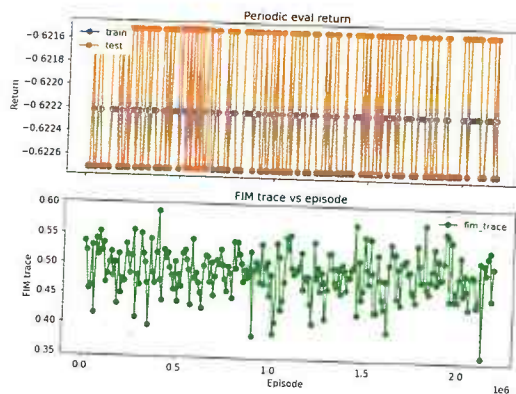 Periodic eval return
−0.6216
−0.6218
−0.6220
−0.6222
−0.6224
−0.6226
Return
train
test
FIM trace vs episode
0.60
0.55
0.50
0.45
0.40
0.35
FIM trace
fim_trace
0.0
0.5
1.0
1.5
2.0
1e6
Episode